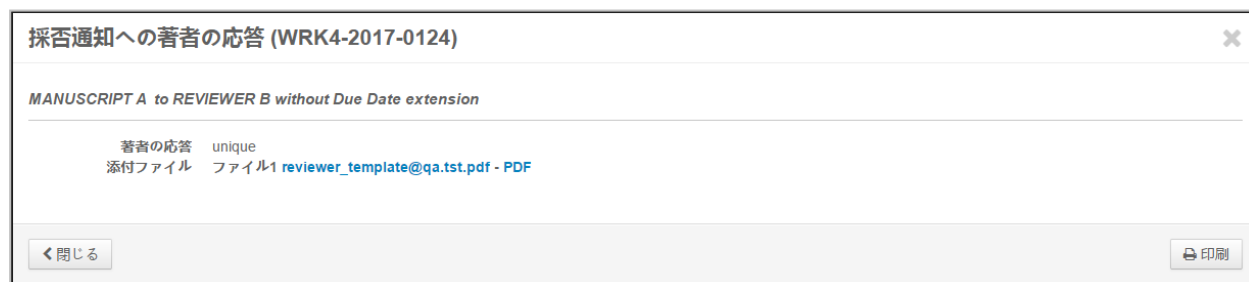 採否通知への著者の応答 (WRK4-2017-0124)
MANUSCRIPT A to REVIEWER B without Due Date extension
著者の応答 unique
添付ファイル ファイル1 reviewer_template@qa.tst.pdf - PDF
閉じる
印刷